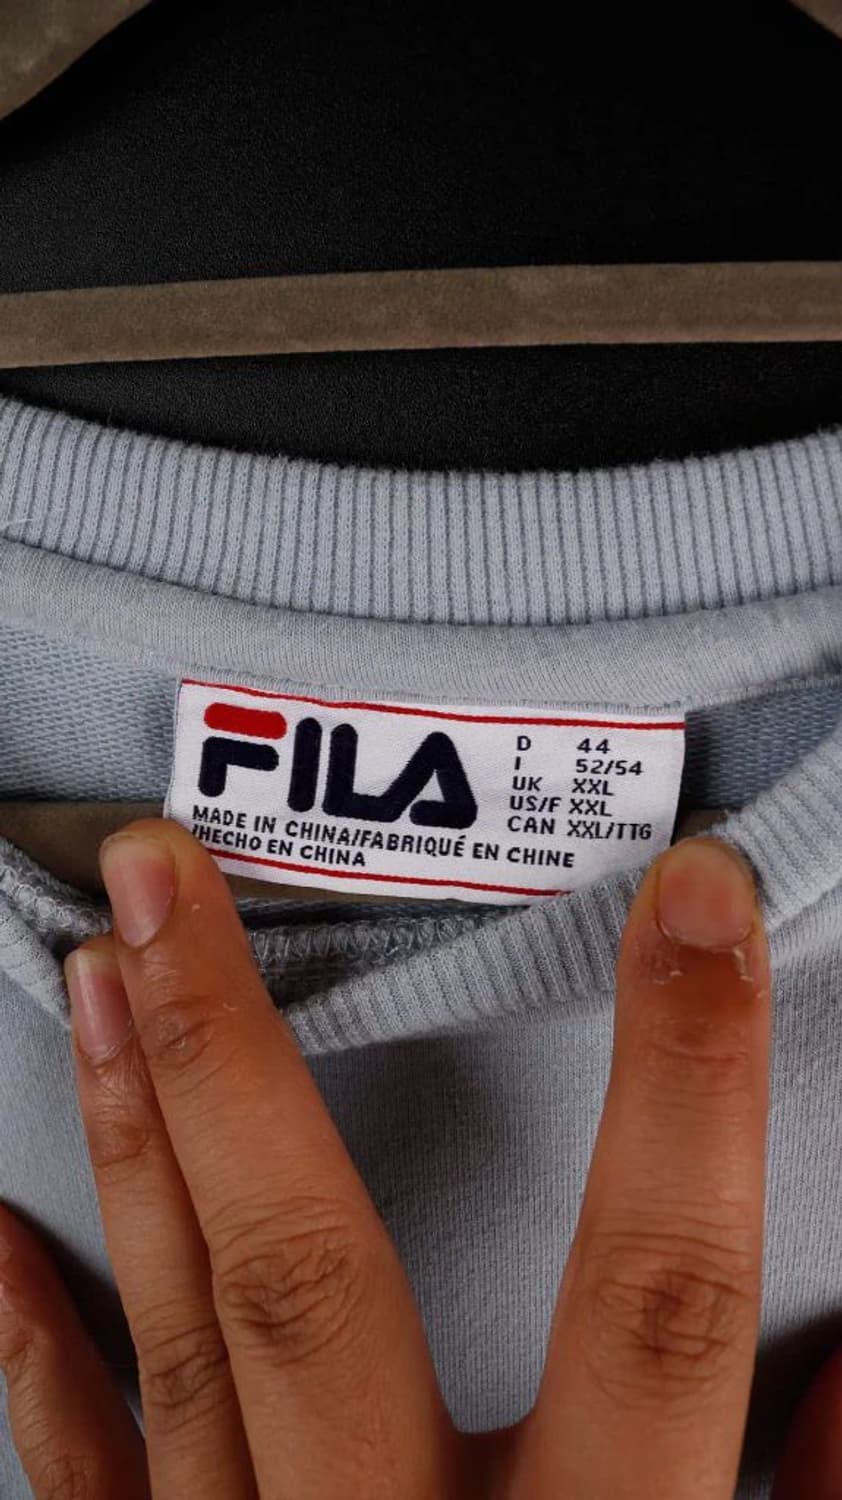 FILA
D 44
I 52/54
UK XXL
US/F XXL
CAN XXL/TTG
MADE IN CHINA/FABRIQUÉ EN CHINE
/HECHO EN CHINA